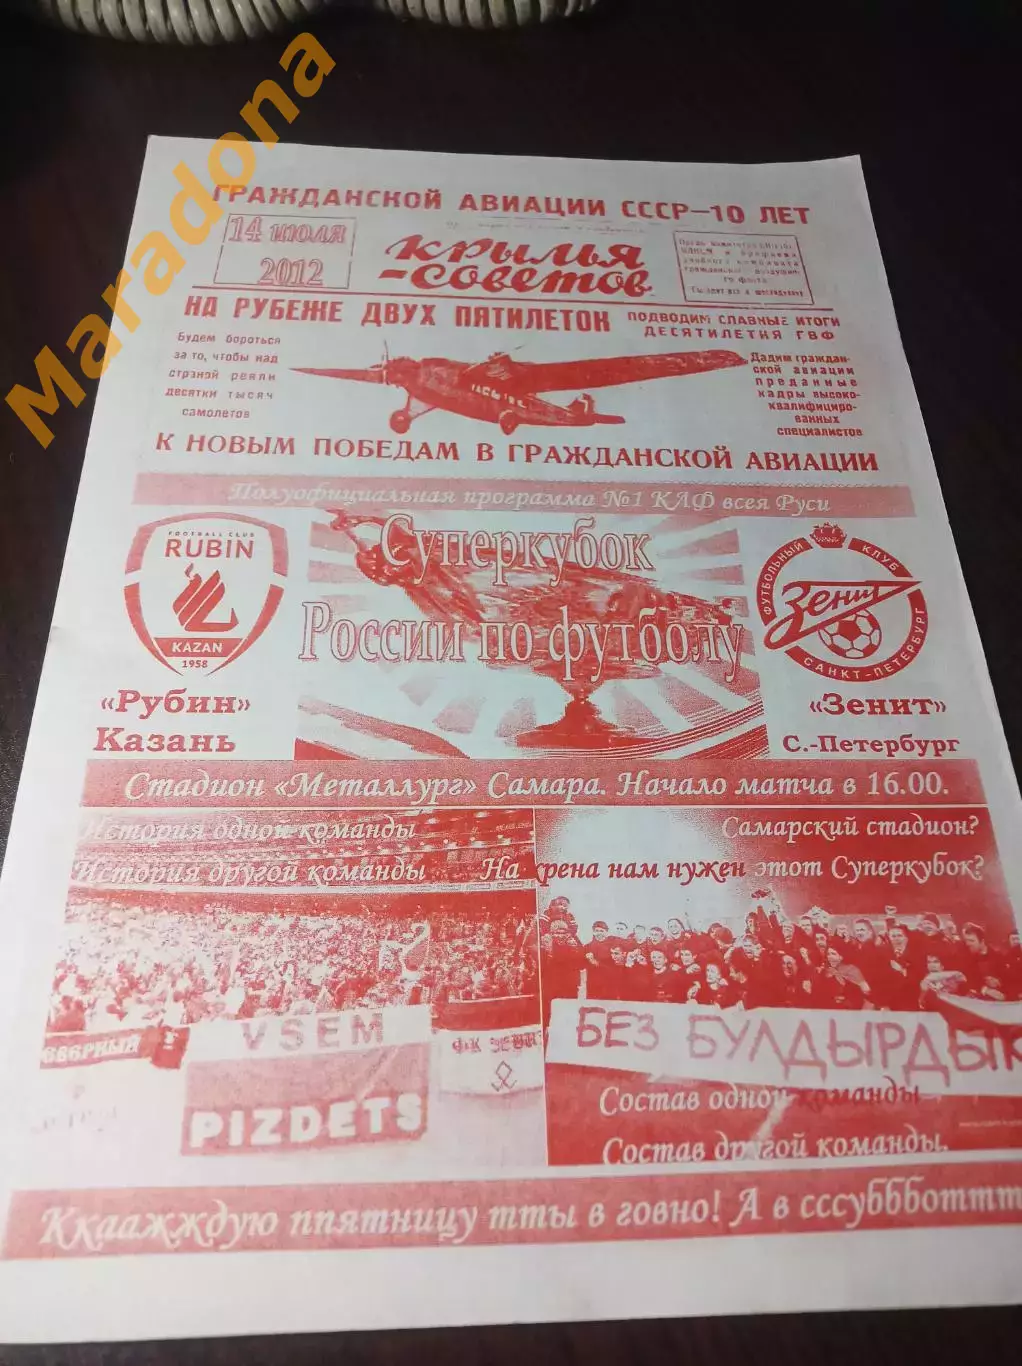 Maradona
ГРАЖДАНСКОЙ АВИАЦИИ СССР-10 ЛЕТ
14 июля
2012
крылья
-советов
НА РУБЕЖЕ ДВУХ ПЯТИЛЕТОК
ПОДВОДИМ СЛАВНЫЕ ИТОГИ
ДЕСЯТИЛЕТИЯ ГВФ
Будем бороться
за то, чтобы над
страной реяли
десятки тысяч
самолетов
Дадим граждан-
ской авиации
преданные
кадры высоко-
квалифициро-
ванных
специалистов
К НОВЫМ ПОБЕДАМ В ГРАЖДАНСКОЙ АВИАЦИИ
Полуофициальная программа №1 КЛФ всея Руси
FOOTBALL CLUB
RUBIN
KAZAN
1958
Суперкубок
России по футболу
ФУТБОЛЬНЫЙ КЛУБ
Зенит
САНКТ-ПЕТЕРБУРГ
«Рубин»
Казань
«Зенит»
С.-Петербург
Стадион «Металлург» Самара. Начало матча в 16.00.
История одной команды
История другой команды
Самарский стадион?
На хрена нам нужен этот Суперкубок?
СЕВЕРНЫЙ
VSEM
PIZDETS
ФК
БЕЗ БУЛДЫРДЫК
Состав одной команды
Состав другой команды.
Ккааажждую ппятницу тты в говно! А в сссубббботттт